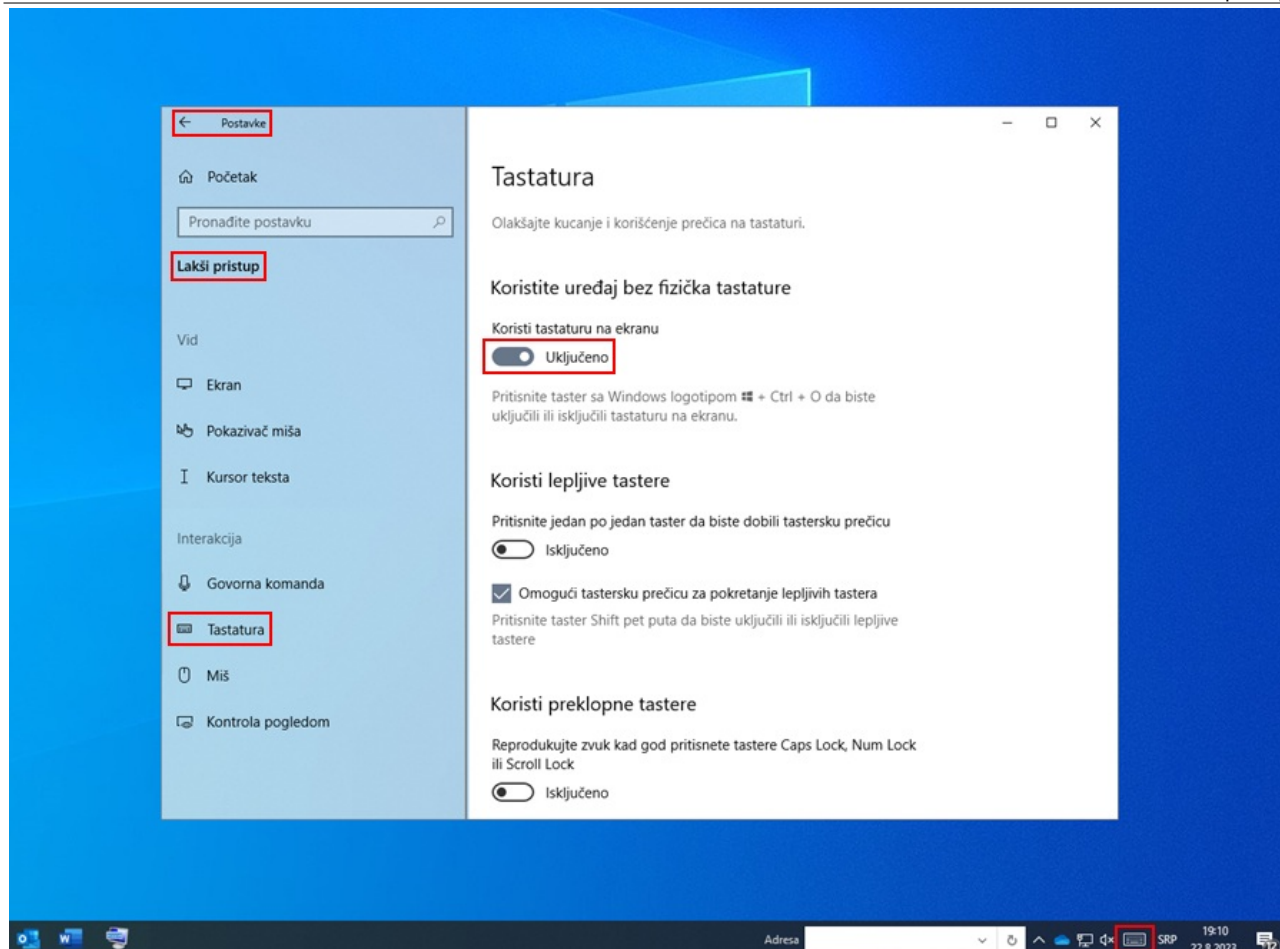 Postavke
Početak
Pronađite postavku
Lakši pristup
Vid
Ekran
Pokazivač miša
Kursor teksta
Interakcija
Govorna komanda
Tastatura
Miš
Kontrola pogledom
Tastatura
Olakšajte kucanje i korišćenje prečica na tastaturi.
Koristite uređaj bez fizička tastature
Koristi tastaturu na ekranu
Uključeno
Pritisnite taster sa Windows logotipom + Ctrl + O da biste
uključili ili isključili tastaturu na ekranu.
Koristi lepljive tastere
Pritisnite jedan po jedan taster da biste dobili tastersku prečicu
Isključeno
Omogući tastersku prečicu za pokretanje lepljivih tastera
Pritisnite taster Shift pet puta da biste uključili ili isključili lepljive
tastere
Koristi preklopne tastere
Reprodukujte zvuk kad god pritisnete tastere Caps Lock, Num Lock
ili Scroll Lock
Isključeno
Adresa
SRP
19:10